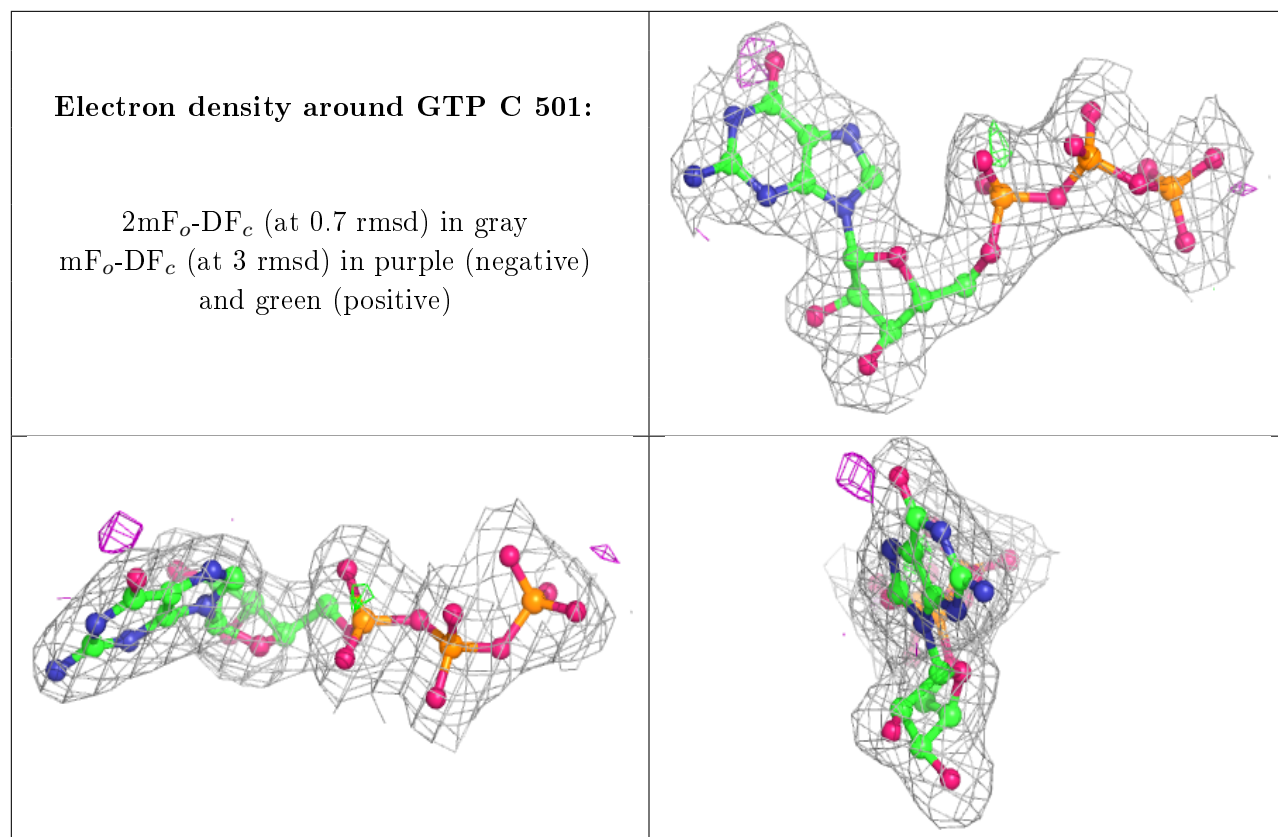 Electron density around GTP C 501:
2mFo-DFc (at 0.7 rmsd) in gray
mFo-DFc (at 3 rmsd) in purple (negative)
and green (positive)